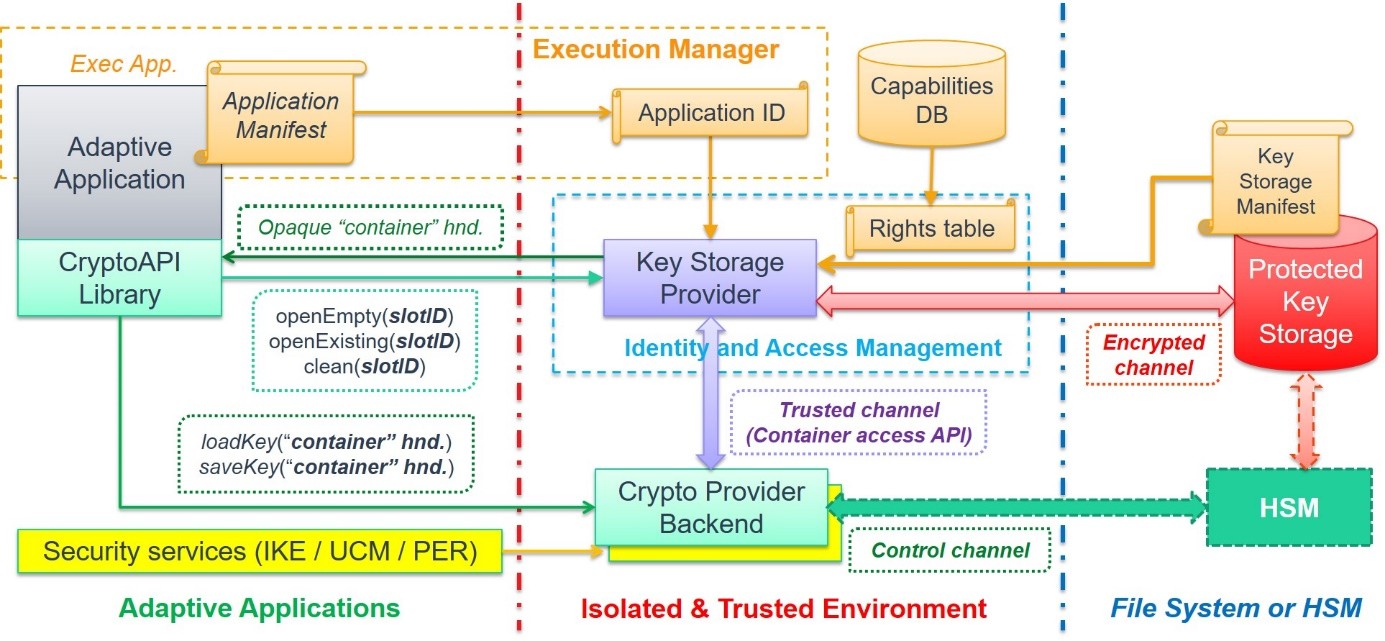 Execution Manager
Exec App.
Application
Manifest
Application ID
Capabilities
DB
Adaptive
Application
Key
Storage
Manifest
Opaque “container” hnd.
Rights table
CryptoAPI
Library
Key Storage
Provider
Protected
Key
Storage
openEmpty(slotID)
openExisting(slotID)
clean(slotID)
Identity and Access Management
Encrypted
channel
Trusted channel
(Container access API)
loadKey(“container” hnd.)
saveKey(“container” hnd.)
Crypto Provider
Backend
HSM
Security services (IKE / UCM / PER)
Control channel
Adaptive Applications
Isolated & Trusted Environment
File System or HSM